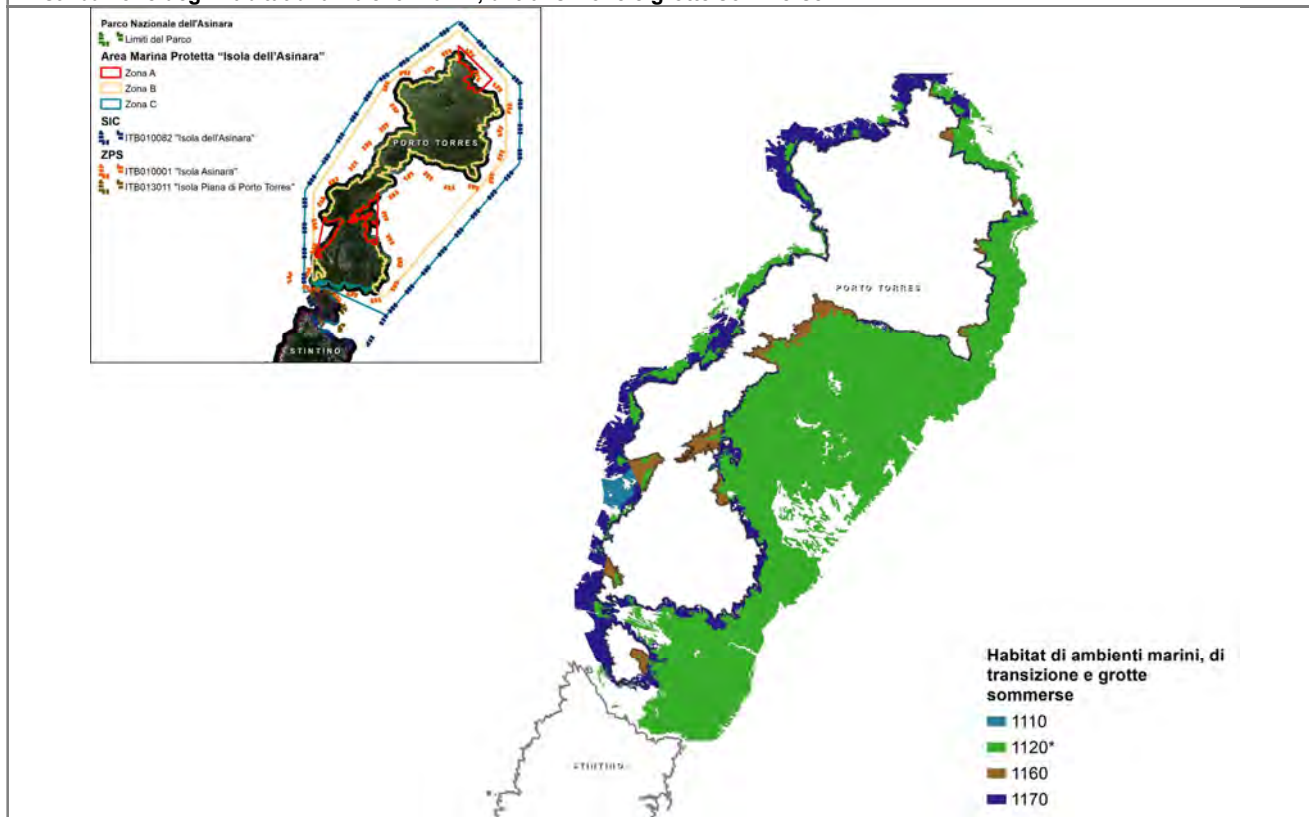 Parco Nazionale dell'Asinara
Limiti del Parco
Area Marina Protetta "Isola dell'Asinara"
Zona A
Zona B
Zona C
SIC
ITB010082 "Isola dell'Asinara"
ZPS
ITB010001 "Isola Asinara"
ITB013011 "Isola Piana di Porto Torres"
PORTO TORRES
STINTINO
PORTO TORRES
STINTINO
Habitat di ambienti marini, di
transizione e grotte
sommerse
1110
1120*
1160
1170